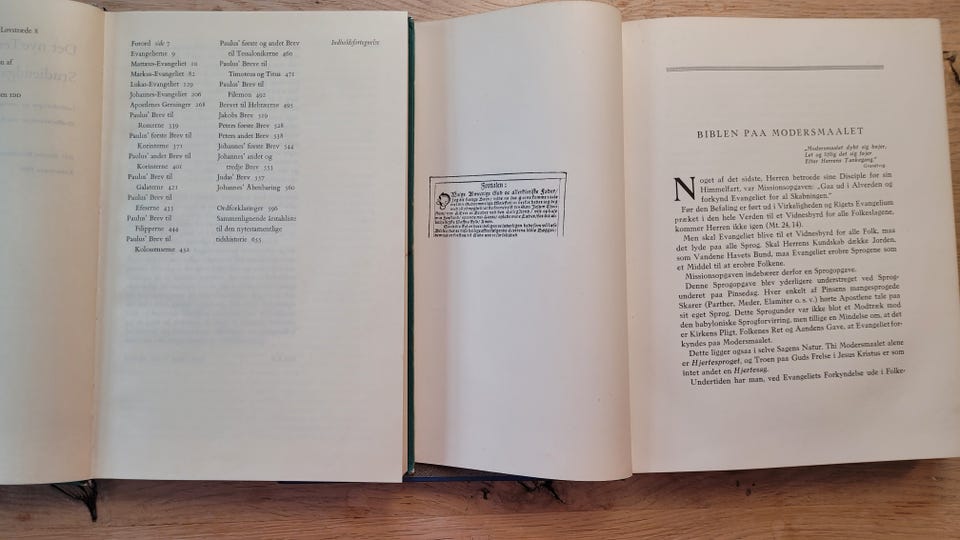 Løvstræde 8
Indholdsfortegnelse
Forord side 7
Evangelierne 9
Mattæus-Evangeliet 10
Markus-Evangeliet 82
Lukas-Evangeliet 129
Johannes-Evangeliet 206
Apostlenes Gerninger 268
Paulus' Brev til
Romerne 339
Paulus' første Brev til
Korinterne 371
Paulus' andet Brev til
Korinterne 401
Paulus' Brev til
Galaterne 421
Paulus' Brev til
Efeserne 433
Paulus' Brev til
Filipperne 444
Paulus' Brev til
Kolossenserne 452
Paulus' første og andet Brev
til Tessalonikerne 460
Paulus' Breve til
Timoteus og Titus 471
Paulus' Brev til
Filemon 492
Brevet til Hebræerne 495
Jakobs Brev 519
Peters første Brev 528
Peters andet Brev 538
Johannes' første Brev 544
Johannes' andet og
tredje Brev 553
Judas' Brev 557
Johannes' Åbenbaring 560
Ordforklaringer 596
Sammenlignende årstalsliste
til den nytestamentlige
tidshistorie 655
Fortalen:
BIBLEN PAA MODERSMAALET
„Modersmaalet dybt sig bøjer,
Let og liflig det sig føjer
Efter Herrens Tankegang."
Grundtvig.
Noget af det sidste, Herren betroede sine Disciple før sin
Himmelfart, var Missionsopgaven: „Gaa ud i Alverden og
forkynd Evangeliet for al Skabningen."
Før den Befaling er ført ud i Virkeligheden og Rigets Evangelium
præket i den hele Verden til et Vidnesbyrd for alle Folkeslagene,
kommer Herren ikke igen (Mt. 24, 14).
Men skal Evangeliet blive til et Vidnesbyrd for alle Folk, maa
det lyde paa alle Sprog. Skal Herrens Kundskab dække Jorden,
som Vandene Havets Bund, maa Evangeliet erobre Sprogene som
et Middel til at erobre Folkene.
Missionsopgaven indebærer derfor en Sprogopgave.
Denne Sprogopgave blev yderligere understreget ved Sprog-
underet paa Pinsedag. Hver enkelt af Pinsens mangesprogede
Skarer (Parther, Meder, Elamiter o. s. v.) hørte Apostlene tale paa
sit eget Sprog. Dette Sprogunder var ikke blot et Modtræk mod
den babyloniske Sprogforvirring, men tillige en Mindelse om, at det
er Kirkens Pligt, Folkenes Ret og Aandens Gave, at Evangeliet for-
kyndes paa Modersmaalet.
Dette ligger ogsaa i selve Sagens Natur. Thi Modersmaalet alene
er Hjertesproget, og Troen paa Guds Frelse i Jesus Kristus er som
intet andet en Hjertesag.
Undertiden har man, ved Evangeliets Forkyndelse ude i Folke-